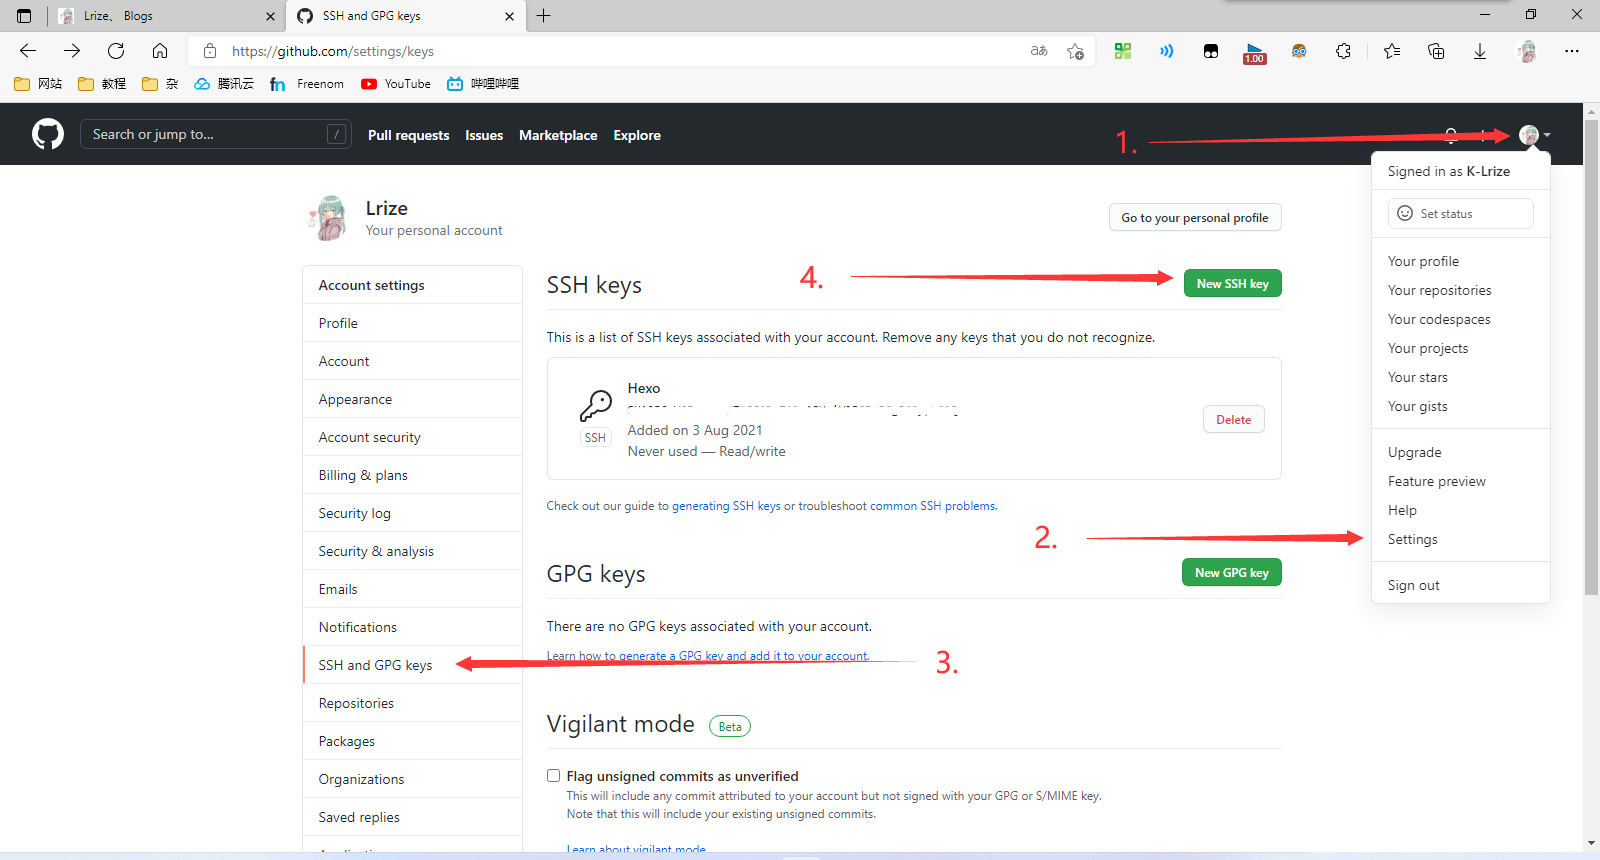 Lrize、 Blogs
SSH and GPG keys
https://github.com/settings/keys
aあ
1.00
网站
教程
杂
腾讯云
fn Freenom
YouTube
哔哩哔哩
Search or jump to... /
Pull requests
Issues
Marketplace
Explore
1.
Signed in as K-Lrize
Set status
Your profile
Your repositories
Your codespaces
Your projects
Your stars
Your gists
Upgrade
Feature preview
Help
Settings
Sign out
2.
Lrize
Your personal account
Go to your personal profile
Account settings
Profile
Account
Appearance
Account security
Billing & plans
Security log
Security & analysis
Emails
Notifications
SSH and GPG keys
Repositories
Packages
Organizations
Saved replies
3.
SSH keys
4.
New SSH key
This is a list of SSH keys associated with your account. Remove any keys that you do not recognize.
Hexo
SSH
Added on 3 Aug 2021
Never used — Read/write
Delete
Check out our guide to generating SSH keys or troubleshoot common SSH problems.
GPG keys
New GPG key
There are no GPG keys associated with your account.
Learn how to generate a GPG key and add it to your account.
Vigilant mode
Beta
Flag unsigned commits as unverified
This will include any commit attributed to your account but not signed with your GPG or S/MIME key.
Note that this will include your existing unsigned commits.
Learn about vigilant mode.